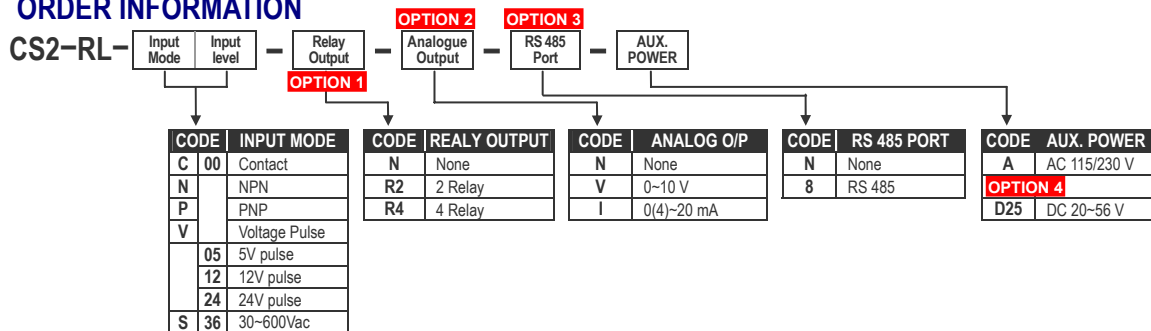 ORDER INFORMATION
OPTION 2 OPTION 3
CS2-RL- Input Mode Input level - Relay Output - Analogue Output - RS 485 Port - AUX. POWER
OPTION 1
CODE INPUT MODE
C 00 Contact
N NPN
P PNP
V Voltage Pulse
05 5V pulse
12 12V pulse
24 24V pulse
S 36 30~600Vac
CODE REALY OUTPUT
N None
R2 2 Relay
R4 4 Relay
CODE ANALOG O/P
N None
V 0~10 V
I 0(4)~20 mA
CODE RS 485 PORT
N None
8 RS 485
CODE AUX. POWER
A AC 115/230 V
OPTION 4
D25 DC 20~56 V